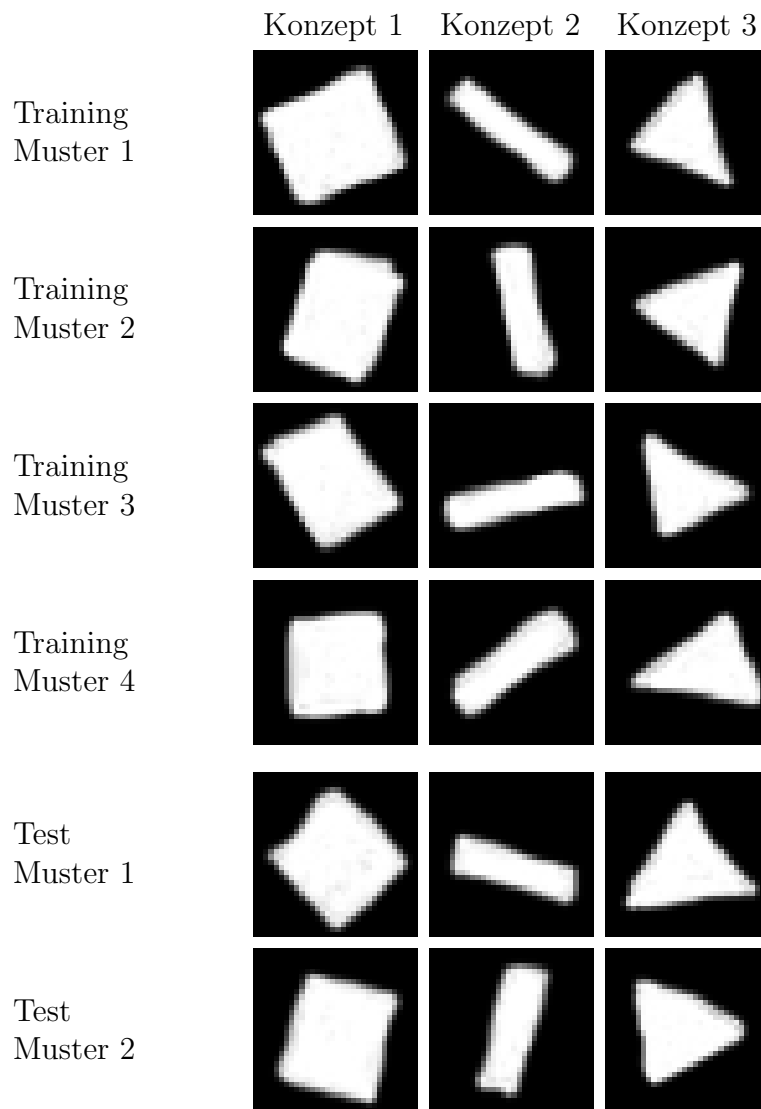 Konzept 1 Konzept 2 Konzept 3
Training
Muster 1
Training
Muster 2
Training
Muster 3
Training
Muster 4
Test
Muster 1
Test
Muster 2